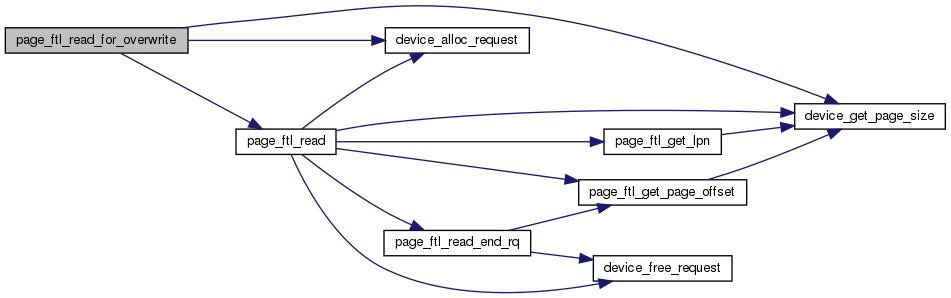 page_ftl_read_for_overwrite
device_alloc_request
device_get_page_size
page_ftl_read
page_ftl_get_lpn
page_ftl_get_page_offset
page_ftl_read_end_rq
device_free_request